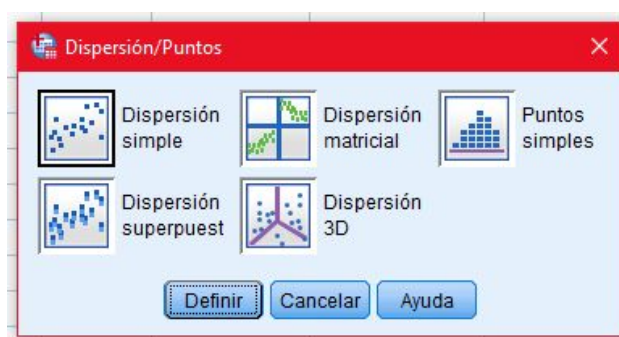 Dispersión/Puntos
Dispersión
simple
Dispersión
matricial
Puntos
simples
Dispersión
superpuest
Dispersión
3D
Definir
Cancelar
Ayuda